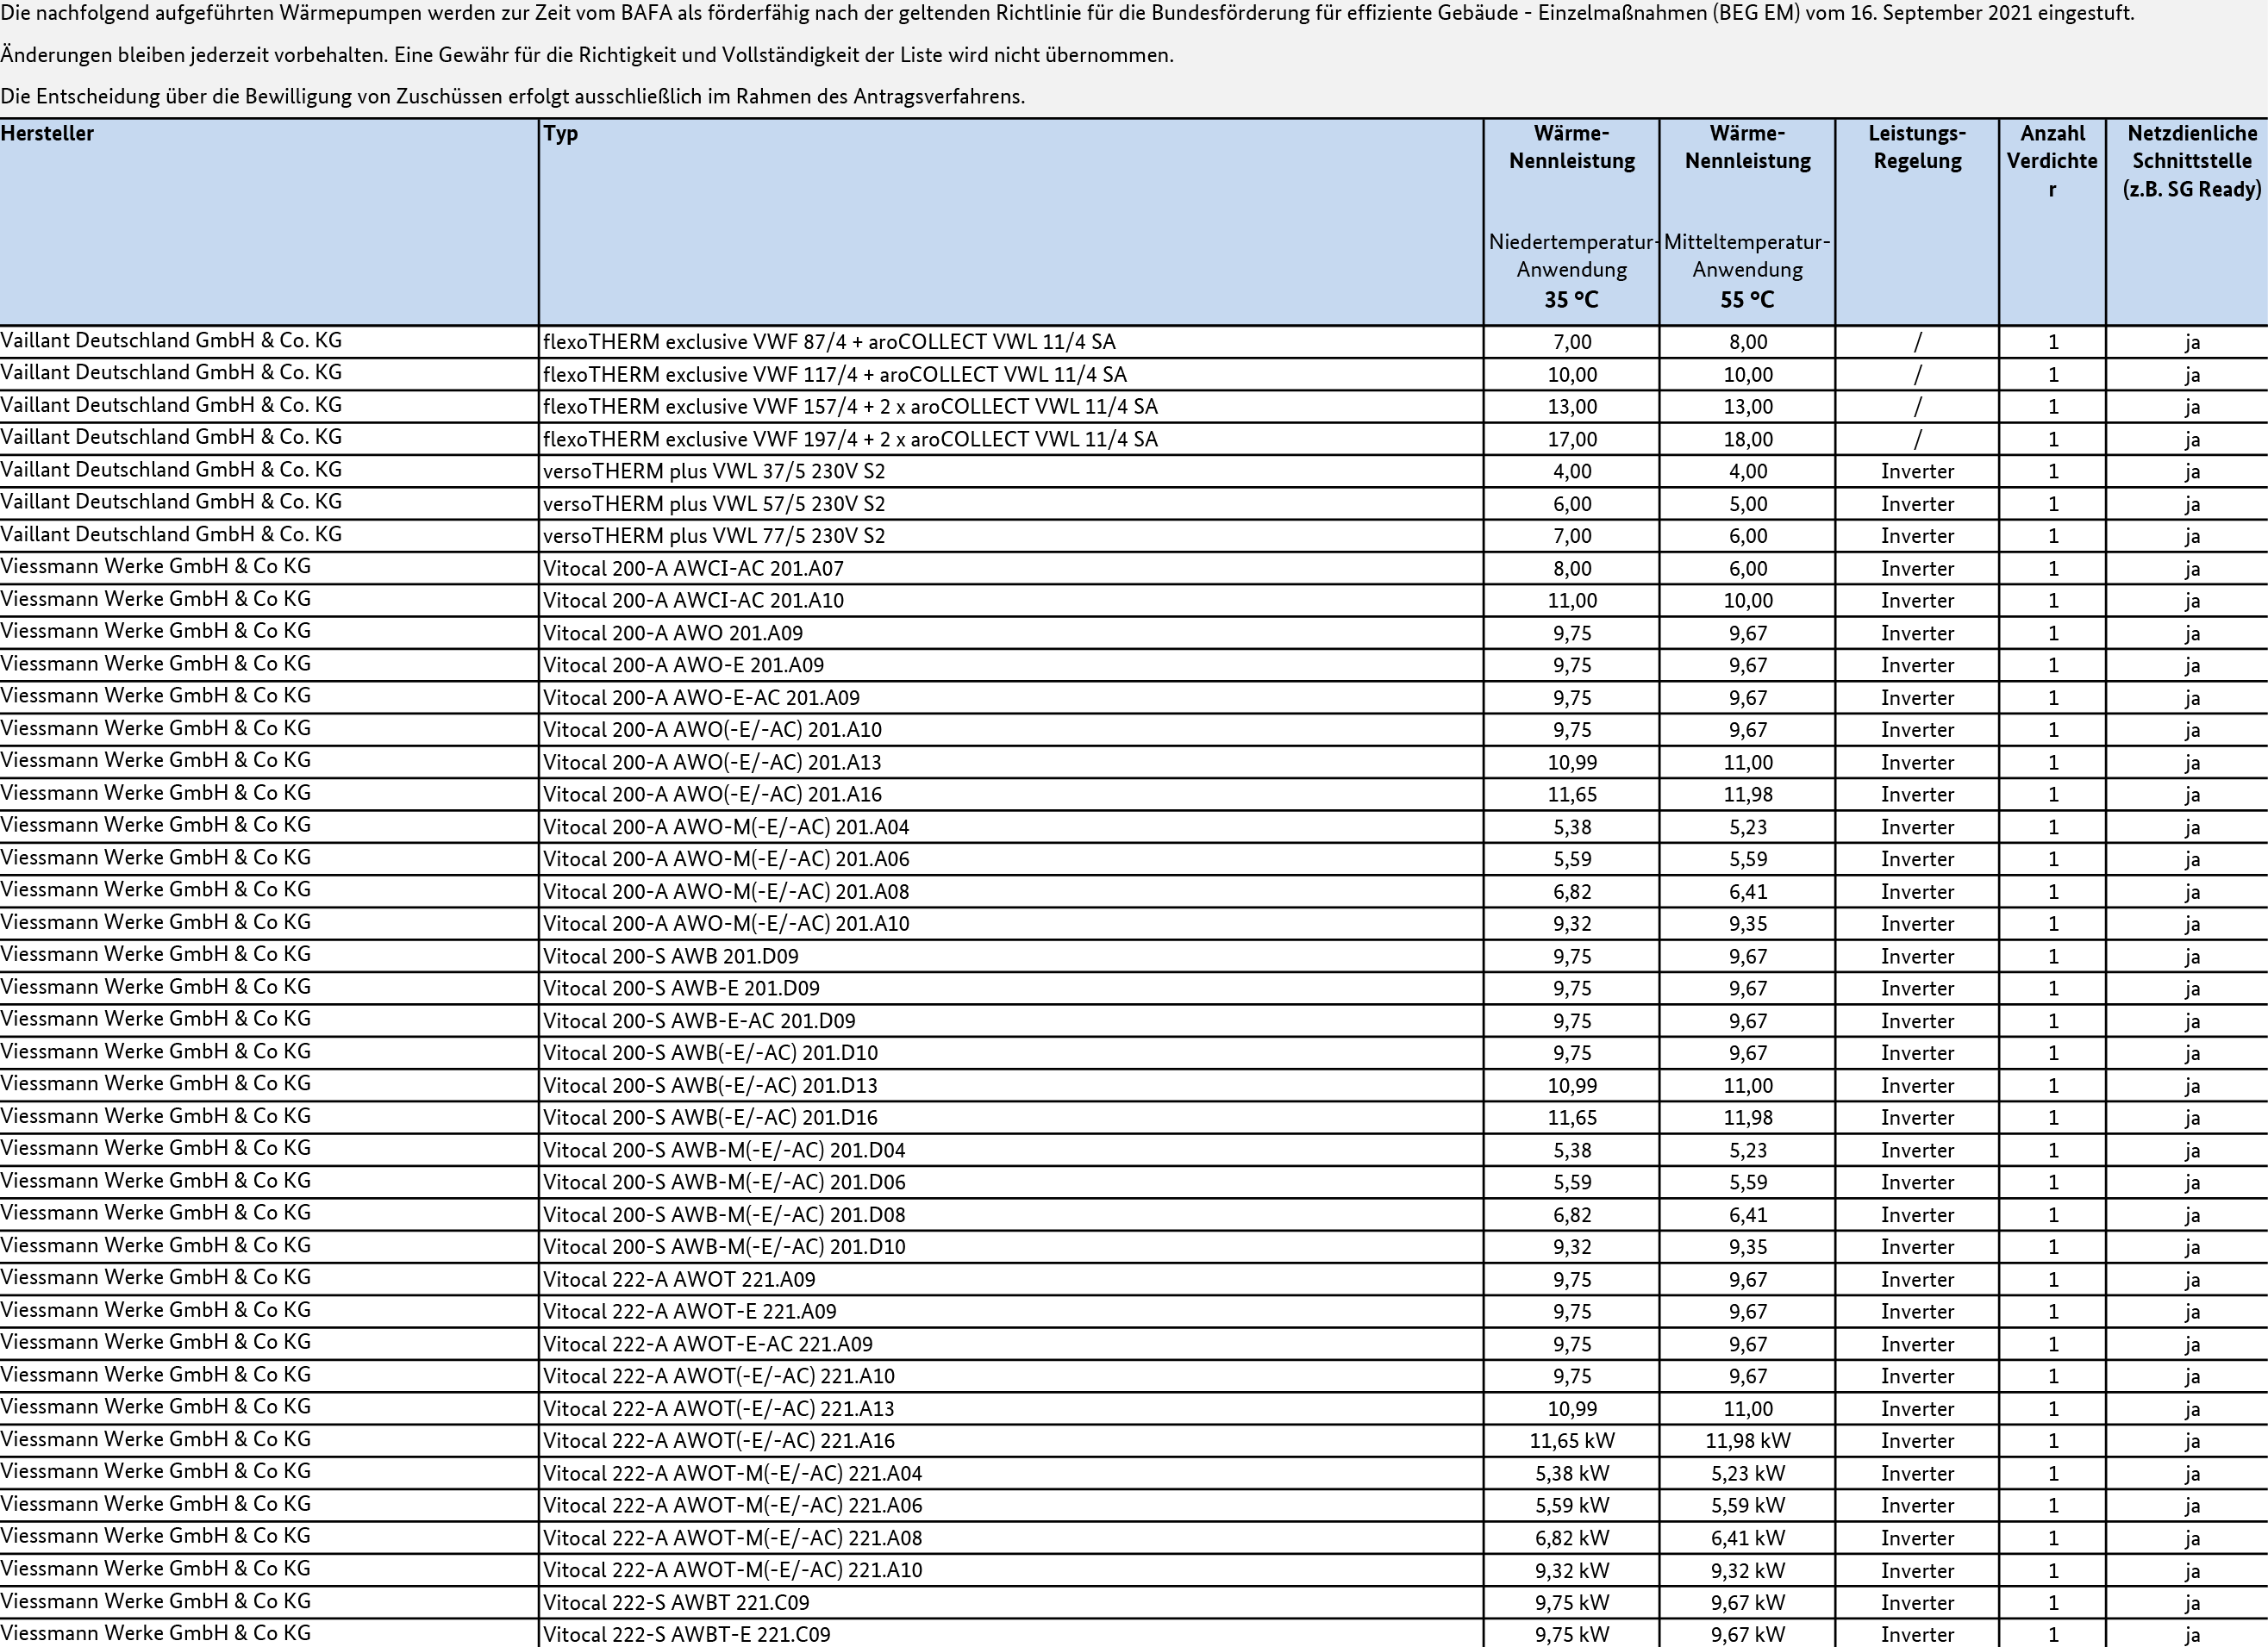 Die nachfolgend aufgeführten Wärmepumpen werden zur Zeit vom BAFA als förderfähig nach der geltenden Richtlinie für die Bundesförderung für effiziente Gebäude - Einzelmaßnahmen (BEG EM) vom 16. September 2021 eingestuft.
Änderungen bleiben jederzeit vorbehalten. Eine Gewähr für die Richtigkeit und Vollständigkeit der Liste wird nicht übernommen.
Die Entscheidung über die Bewilligung von Zuschüssen erfolgt ausschließlich im Rahmen des Antragsverfahrens.
Hersteller Typ Wärme- Wärme- Leistungs- Anzahl Netzdienliche
Nennleistung Nennleistung Regelung Verdichte Schnittstelle
r (z.B. SG Ready)
Niedertemperatur- Mitteltemperatur-
Anwendung Anwendung
35 °C 55 °C
Vaillant Deutschland GmbH & Co. KG flexoTHERM exclusive VWF 87/4 + aroCOLLECT VWL 11/4 SA 7,00 8,00 / 1 ja
Vaillant Deutschland GmbH & Co. KG flexoTHERM exclusive VWF 117/4 + aroCOLLECT VWL 11/4 SA 10,00 10,00 / 1 ja
Vaillant Deutschland GmbH & Co. KG flexoTHERM exclusive VWF 157/4 + 2 x aroCOLLECT VWL 11/4 SA 13,00 13,00 / 1 ja
Vaillant Deutschland GmbH & Co. KG flexoTHERM exclusive VWF 197/4 + 2 x aroCOLLECT VWL 11/4 SA 17,00 18,00 / 1 ja
Vaillant Deutschland GmbH & Co. KG versoTHERM plus VWL 37/5 230V S2 4,00 4,00 Inverter 1 ja
Vaillant Deutschland GmbH & Co. KG versoTHERM plus VWL 57/5 230V S2 6,00 5,00 Inverter 1 ja
Vaillant Deutschland GmbH & Co. KG versoTHERM plus VWL 77/5 230V S2 7,00 6,00 Inverter 1 ja
Viessmann Werke GmbH & Co KG Vitocal 200-A AWCI-AC 201.A07 8,00 6,00 Inverter 1 ja
Viessmann Werke GmbH & Co KG Vitocal 200-A AWCI-AC 201.A10 11,00 10,00 Inverter 1 ja
Viessmann Werke GmbH & Co KG Vitocal 200-A AWO 201.A09 9,75 9,67 Inverter 1 ja
Viessmann Werke GmbH & Co KG Vitocal 200-A AWO-E 201.A09 9,75 9,67 Inverter 1 ja
Viessmann Werke GmbH & Co KG Vitocal 200-A AWO-E-AC 201.A09 9,75 9,67 Inverter 1 ja
Viessmann Werke GmbH & Co KG Vitocal 200-A AWO(-E/-AC) 201.A10 9,75 9,67 Inverter 1 ja
Viessmann Werke GmbH & Co KG Vitocal 200-A AWO(-E/-AC) 201.A13 10,99 11,00 Inverter 1 ja
Viessmann Werke GmbH & Co KG Vitocal 200-A AWO(-E/-AC) 201.A16 11,65 11,98 Inverter 1 ja
Viessmann Werke GmbH & Co KG Vitocal 200-A AWO-M(-E/-AC) 201.A04 5,38 5,23 Inverter 1 ja
Viessmann Werke GmbH & Co KG Vitocal 200-A AWO-M(-E/-AC) 201.A06 5,59 5,59 Inverter 1 ja
Viessmann Werke GmbH & Co KG Vitocal 200-A AWO-M(-E/-AC) 201.A08 6,82 6,41 Inverter 1 ja
Viessmann Werke GmbH & Co KG Vitocal 200-A AWO-M(-E/-AC) 201.A10 9,32 9,35 Inverter 1 ja
Viessmann Werke GmbH & Co KG Vitocal 200-S AWB 201.D09 9,75 9,67 Inverter 1 ja
Viessmann Werke GmbH & Co KG Vitocal 200-S AWB-E 201.D09 9,75 9,67 Inverter 1 ja
Viessmann Werke GmbH & Co KG Vitocal 200-S AWB-E-AC 201.D09 9,75 9,67 Inverter 1 ja
Viessmann Werke GmbH & Co KG Vitocal 200-S AWB(-E/-AC) 201.D10 9,75 9,67 Inverter 1 ja
Viessmann Werke GmbH & Co KG Vitocal 200-S AWB(-E/-AC) 201.D13 10,99 11,00 Inverter 1 ja
Viessmann Werke GmbH & Co KG Vitocal 200-S AWB(-E/-AC) 201.D16 11,65 11,98 Inverter 1 ja
Viessmann Werke GmbH & Co KG Vitocal 200-S AWB-M(-E/-AC) 201.D04 5,38 5,23 Inverter 1 ja
Viessmann Werke GmbH & Co KG Vitocal 200-S AWB-M(-E/-AC) 201.D06 5,59 5,59 Inverter 1 ja
Viessmann Werke GmbH & Co KG Vitocal 200-S AWB-M(-E/-AC) 201.D08 6,82 6,41 Inverter 1 ja
Viessmann Werke GmbH & Co KG Vitocal 200-S AWB-M(-E/-AC) 201.D10 9,32 9,35 Inverter 1 ja
Viessmann Werke GmbH & Co KG Vitocal 222-A AWOT 221.A09 9,75 9,67 Inverter 1 ja
Viessmann Werke GmbH & Co KG Vitocal 222-A AWOT-E 221.A09 9,75 9,67 Inverter 1 ja
Viessmann Werke GmbH & Co KG Vitocal 222-A AWOT-E-AC 221.A09 9,75 9,67 Inverter 1 ja
Viessmann Werke GmbH & Co KG Vitocal 222-A AWOT(-E/-AC) 221.A10 9,75 9,67 Inverter 1 ja
Viessmann Werke GmbH & Co KG Vitocal 222-A AWOT(-E/-AC) 221.A13 10,99 11,00 Inverter 1 ja
Viessmann Werke GmbH & Co KG Vitocal 222-A AWOT(-E/-AC) 221.A16 11,65 kW 11,98 kW Inverter 1 ja
Viessmann Werke GmbH & Co KG Vitocal 222-A AWOT-M(-E/-AC) 221.A04 5,38 kW 5,23 kW Inverter 1 ja
Viessmann Werke GmbH & Co KG Vitocal 222-A AWOT-M(-E/-AC) 221.A06 5,59 kW 5,59 kW Inverter 1 ja
Viessmann Werke GmbH & Co KG Vitocal 222-A AWOT-M(-E/-AC) 221.A08 6,82 kW 6,41 kW Inverter 1 ja
Viessmann Werke GmbH & Co KG Vitocal 222-A AWOT-M(-E/-AC) 221.A10 9,32 kW 9,32 kW Inverter 1 ja
Viessmann Werke GmbH & Co KG Vitocal 222-S AWBT 221.C09 9,75 kW 9,67 kW Inverter 1 ja
Viessmann Werke GmbH & Co KG Vitocal 222-S AWBT-E 221.C09 9,75 kW 9,67 kW Inverter 1 ja